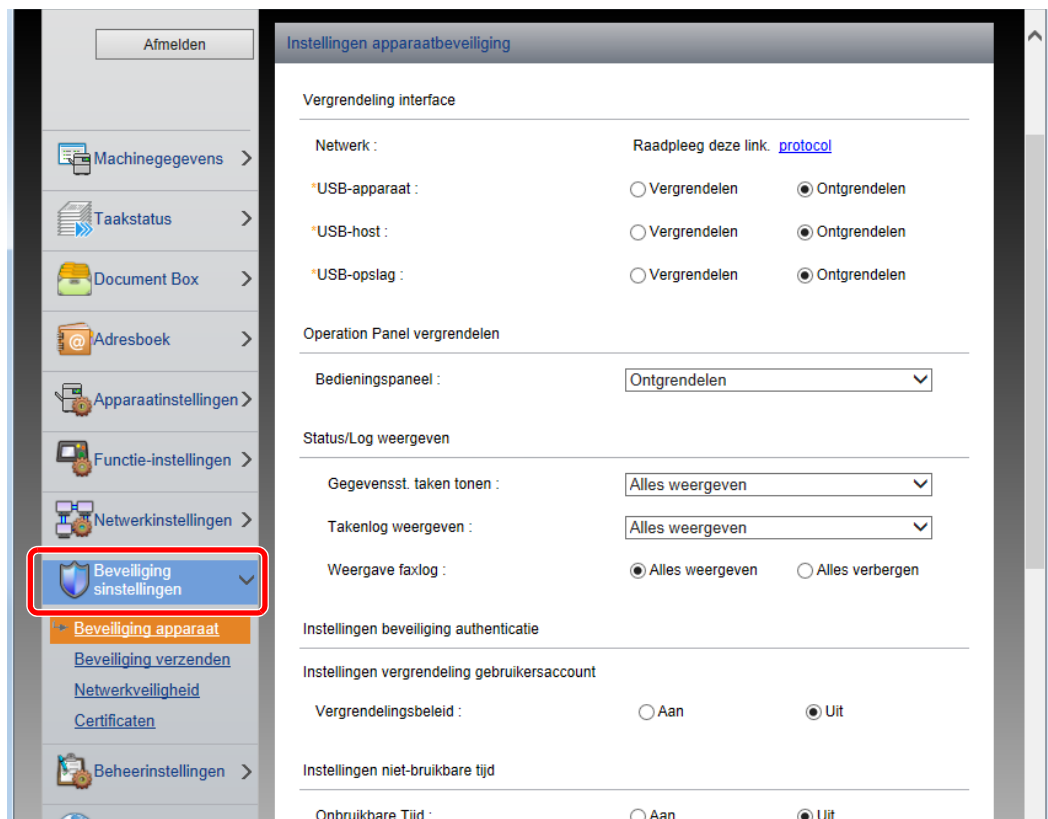 Afmelden
Machinegegevens
Taakstatus
Document Box
Adresboek
Apparaatinstellingen
Functie-instellingen
Netwerkinstellingen
Beveiliging
sinstellingen
Beveiliging apparaat
Beveiliging verzenden
Netwerkveiligheid
Certificaten
Beheerinstellingen
Instellingen apparaatbeveiliging
Vergrendeling interface
Netwerk : Raadpleeg deze link. protocol
*USB-apparaat : Vergrendelen Ontgrendelen
*USB-host : Vergrendelen Ontgrendelen
*USB-opslag : Vergrendelen Ontgrendelen
Operation Panel vergrendelen
Bedieningspaneel : Ontgrendelen
Status/Log weergeven
Gegevensst. taken tonen : Alles weergeven
Takenlog weergeven : Alles weergeven
Weergave faxlog : Alles weergeven Alles verbergen
Instellingen beveiliging authenticatie
Instellingen vergrendeling gebruikersaccount
Vergrendelingsbeleid : Aan Uit
Instellingen niet-bruikbare tijd
Onbruikbare Tijd : Aan Uit